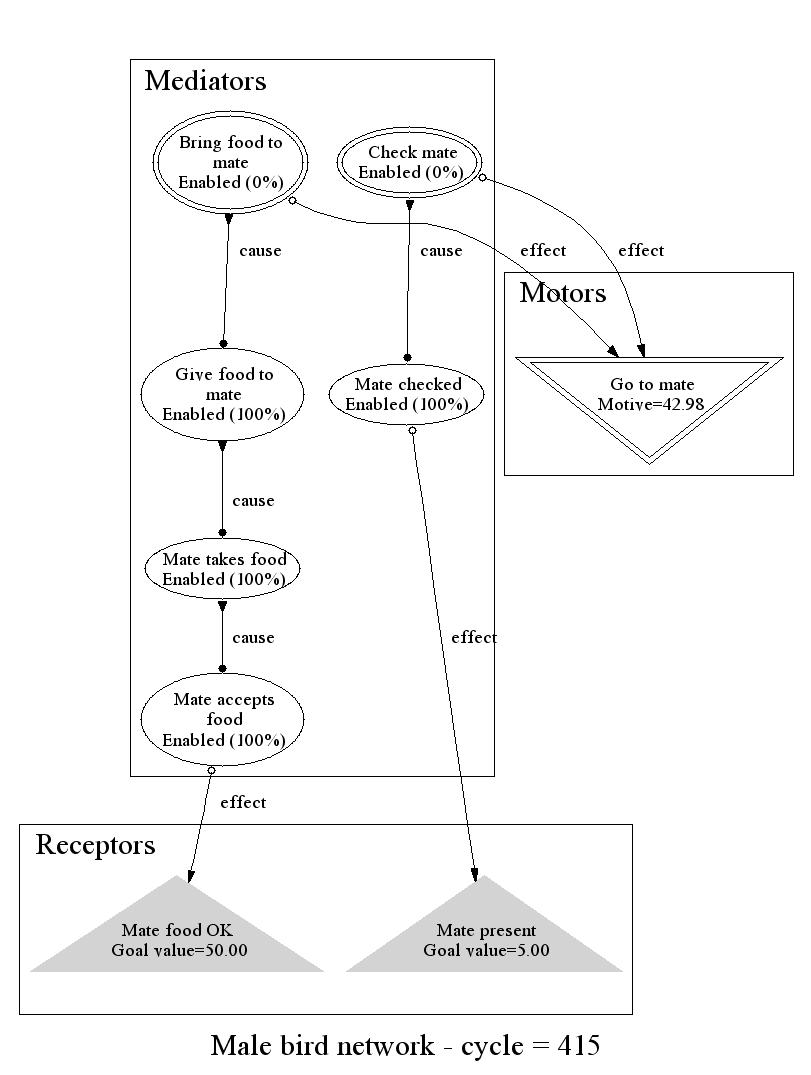 Mediators
Bring food to
mate
Enabled (0%)
Check mate
Enabled (0%)
cause
cause
effect
effect
Motors
Give food to
mate
Enabled (100%)
Mate checked
Enabled (100%)
Go to mate
Motive=42.98
cause
Mate takes food
Enabled (100%)
cause
effect
Mate accepts
food
Enabled (100%)
effect
Receptors
Mate food OK
Goal value=50.00
Mate present
Goal value=5.00
Male bird network - cycle = 415